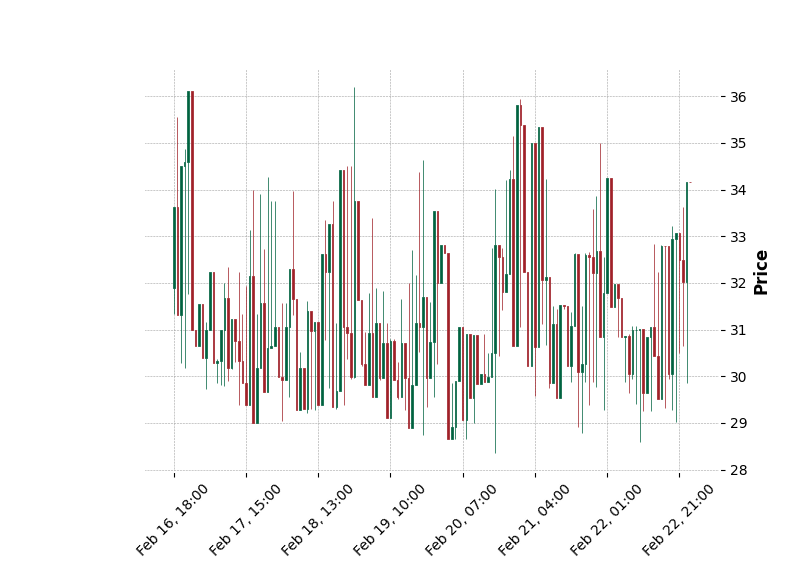 36
35
34
33
32
31
30
29
28
Price
Feb 16, 18:00
Feb 17, 15:00
Feb 18, 13:00
Feb 19, 10:00
Feb 20, 07:00
Feb 21, 04:00
Feb 22, 01:00
Feb 22, 21:00